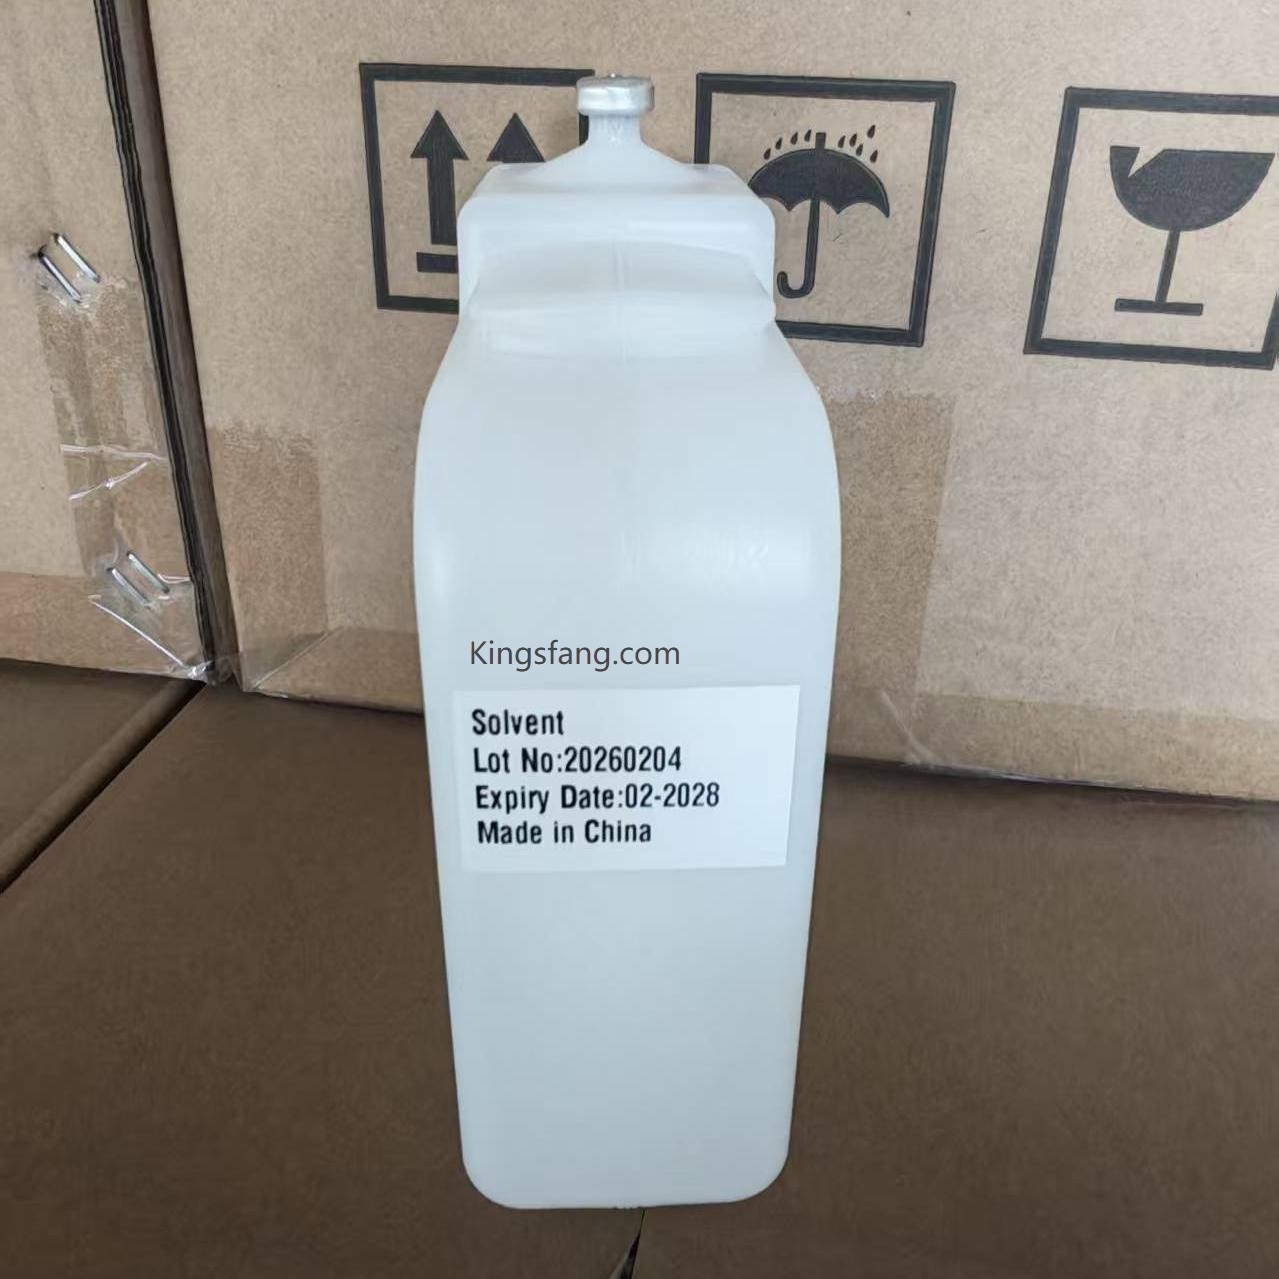 Kingsfang.com
Solvent
Lot No:20260204
Expiry Date:02-2028
Made in China